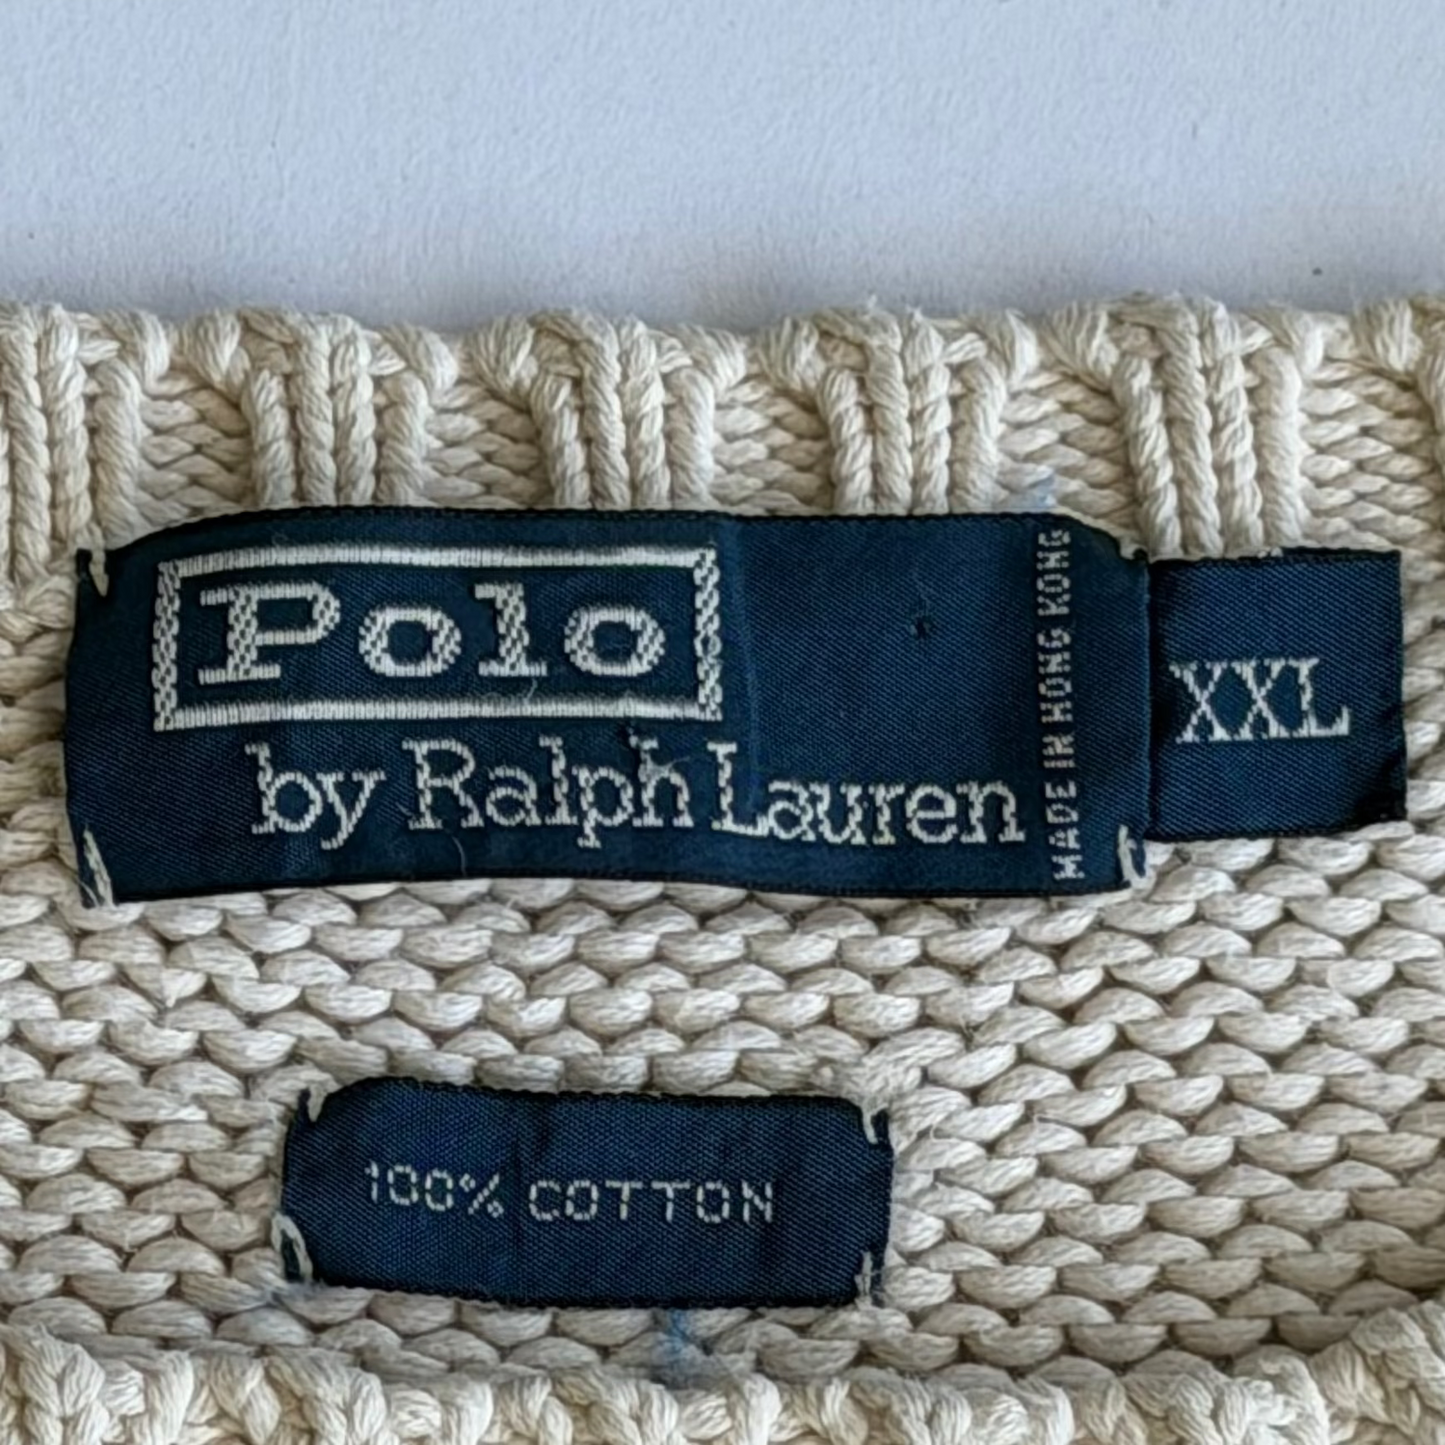 Polo
by Ralph Lauren
MADE IN HONG KONG
XXL
100% COTTON